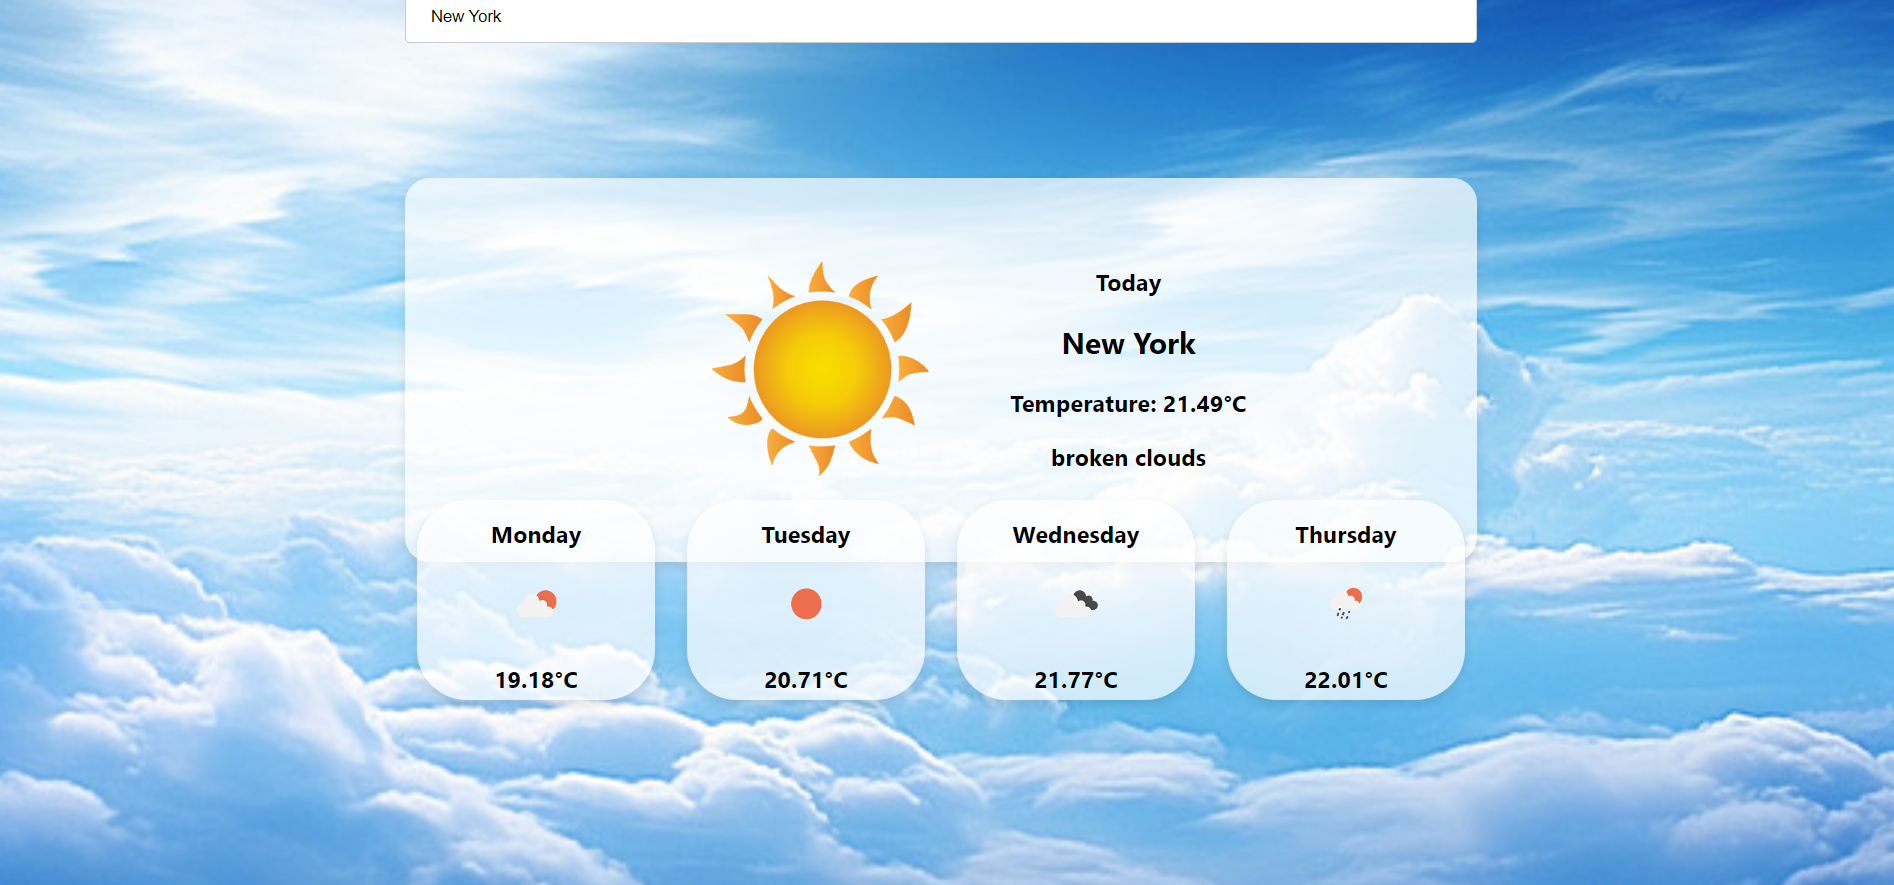 New York
Today
New York
Temperature: 21.49°C
broken clouds
Monday
19.18°C
Tuesday
20.71°C
Wednesday
21.77°C
Thursday
22.01°C